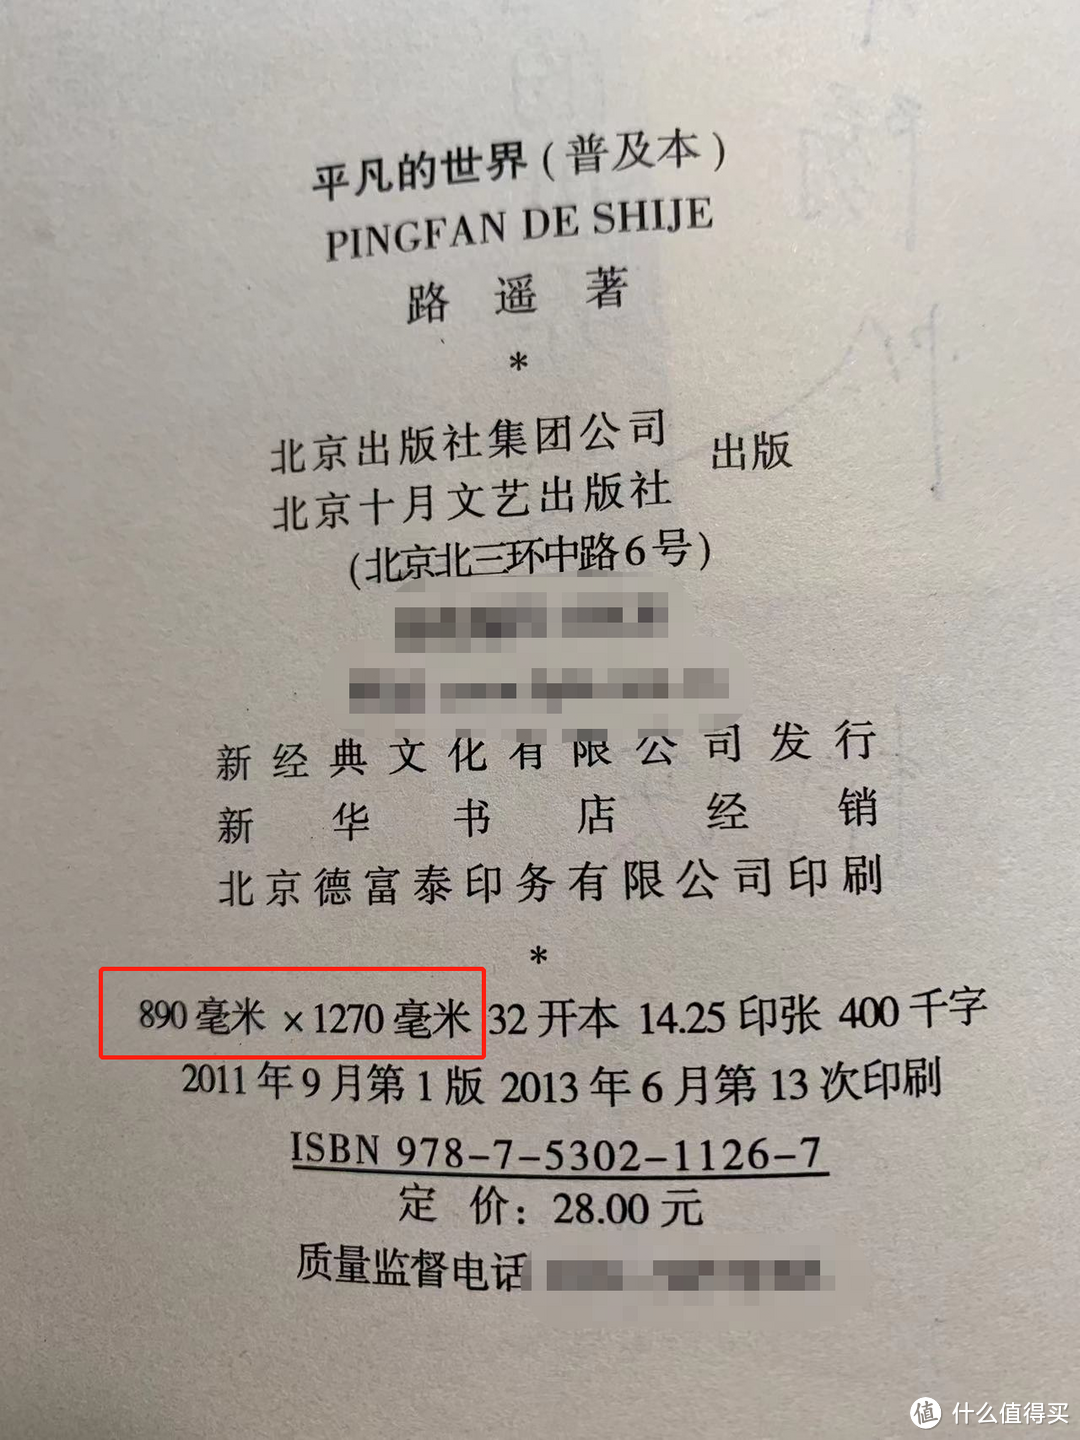 平凡的世界(普及本)
PINGFAN DE SHIJE
路 遥 著
*
北京出版社集团公司
北京十月文艺出版社 出版
(北京北三环中路6号)
新经典文化有限公司发行
新华书店经销
北京德富泰印务有限公司印刷
*
890毫米 ×1270毫米 32开本 14.25印张 400千字
2011年9月第1版 2013年6月第13次印刷
ISBN 978-7-5302-1126-7
定 价: 28.00元
质量监督电话
值 什么值得买